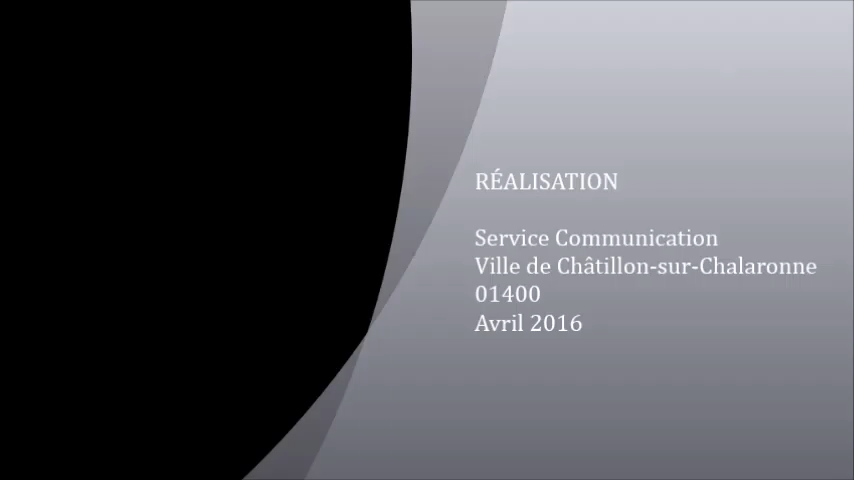 RÉALISATION
Service Communication
Ville de Châtillon-sur-Chalaronne
01400
Avril 2016